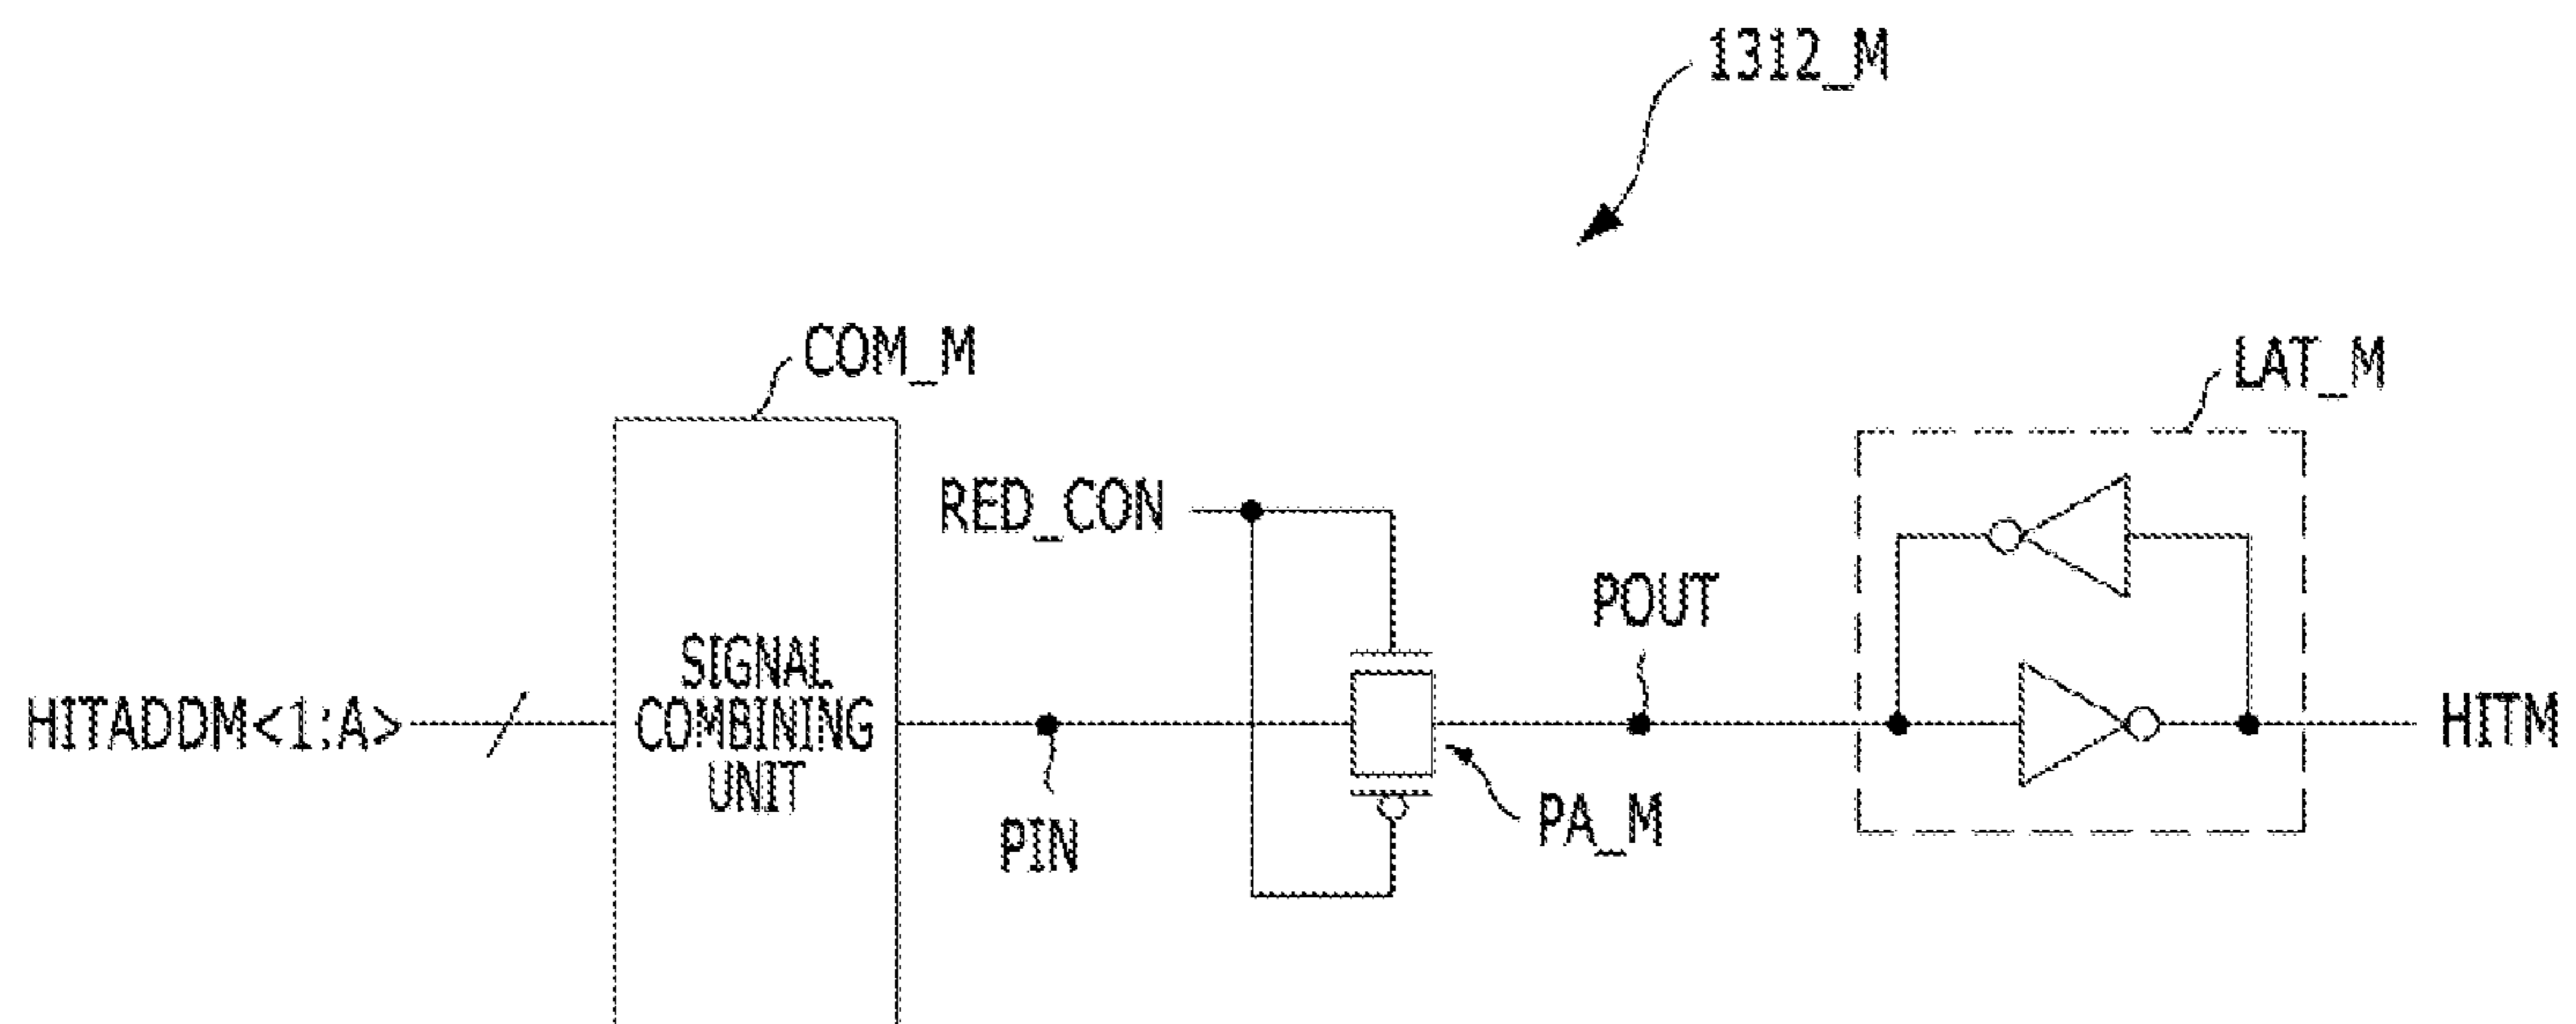 1312_M
COM_M
LAT_M
RED_CON
POUT
HITADDM<1:A>
SIGNAL
COMBINING
UNIT
HITM
PIN
PA_M